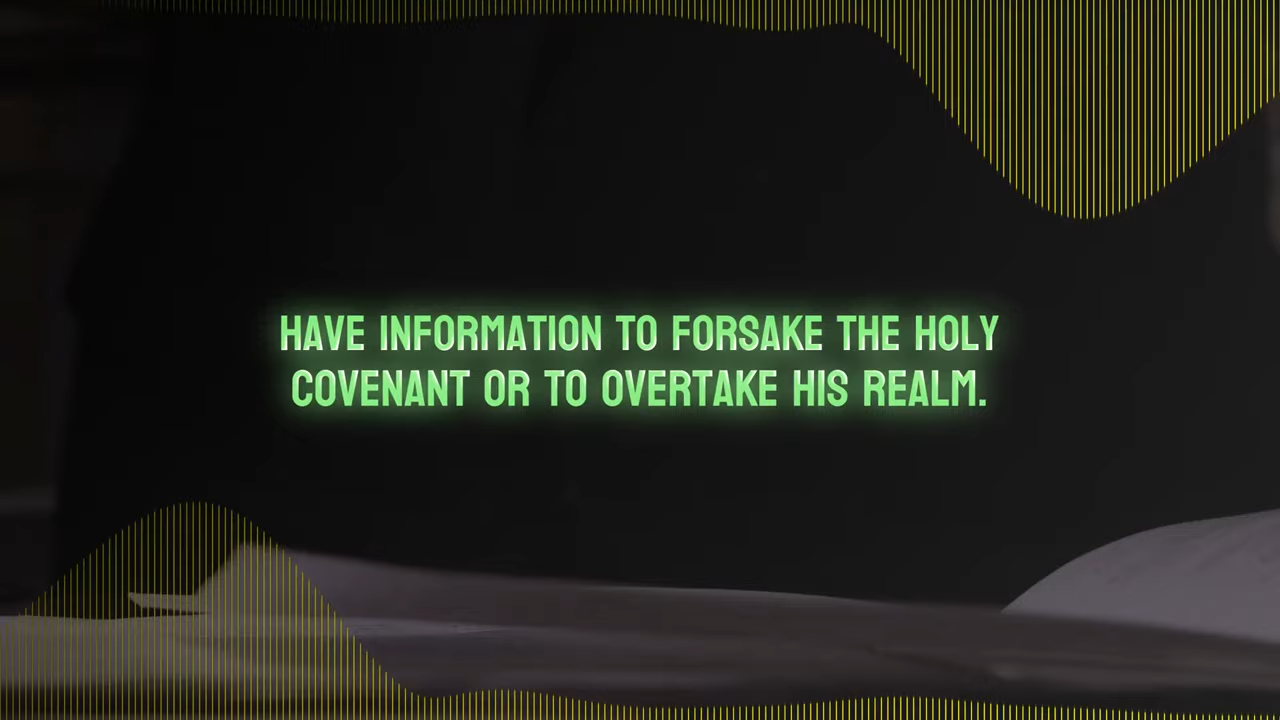 HAVE INFORMATION TO FORSAKE THE HOLY
COVENANT OR TO OVERTAKE HIS REALM.